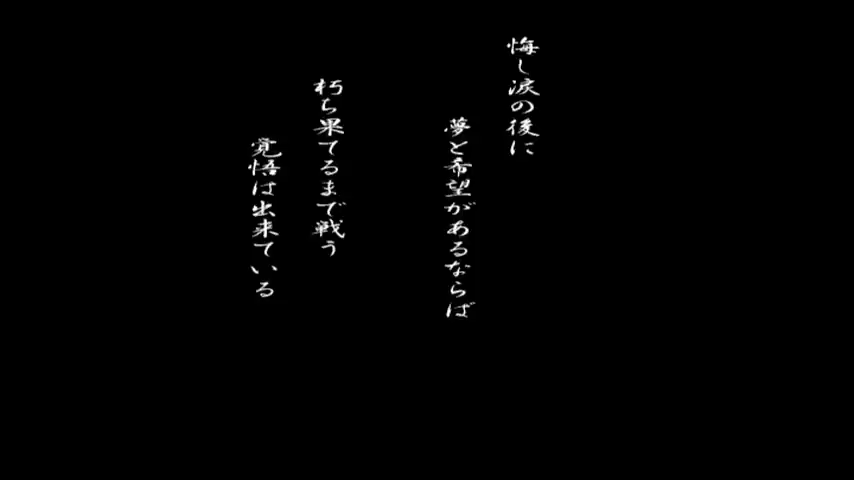 悔し涙の後に
夢と希望があるならば
朽ち果てるまで戦う
覚悟は出来ている